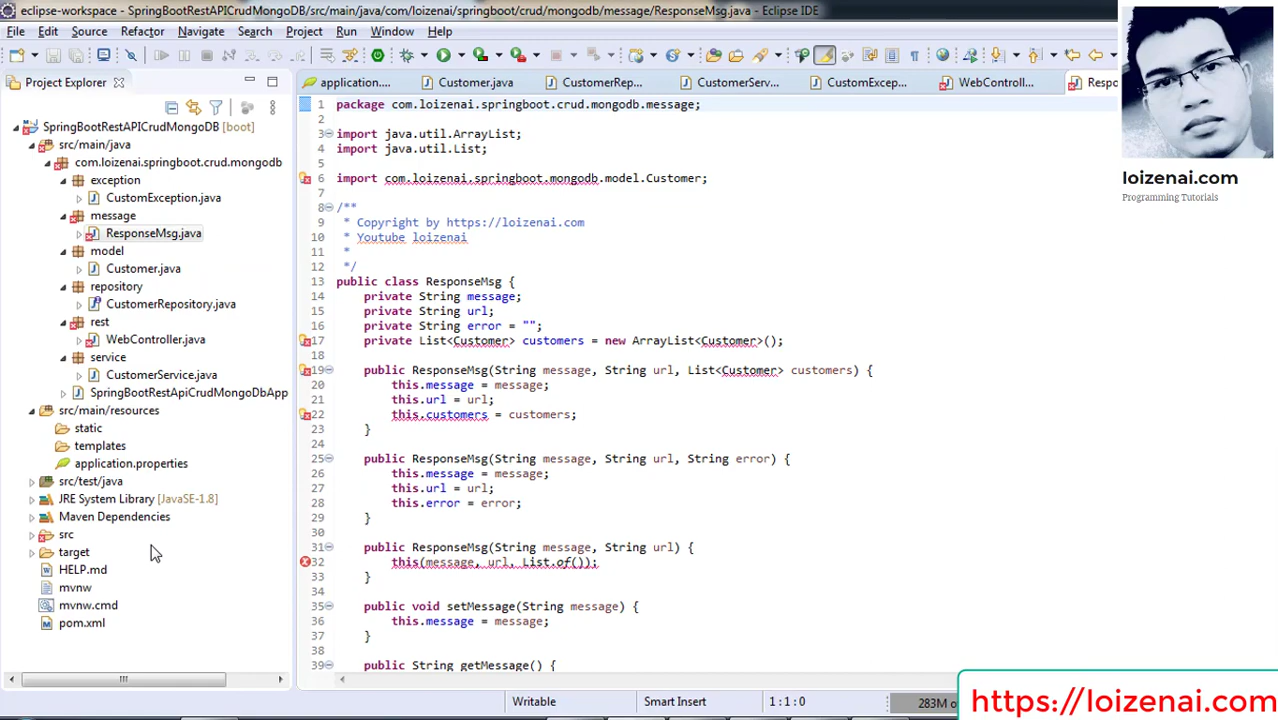 eclipse-workspace - SpringBootRestAPICrudMongoDB/src/main/java/com/loizenai/springboot/crud/mongodb/message/ResponseMsg.java - Eclipse IDE
File Edit Source Refactor Navigate Search Project Run Window Help
Project Explorer
application.... Customer.java CustomerRep... CustomerServ... CustomExcep... WebControll... Respo
SpringBootRestAPICrudMongoDB [boot]
src/main/java
com.loizenai.springboot.crud.mongodb
exception
CustomException.java
message
ResponseMsg.java
model
Customer.java
repository
CustomerRepository.java
rest
WebController.java
service
CustomerService.java
SpringBootRestApiCrudMongoDbApp
src/main/resources
static
templates
application.properties
src/test/java
JRE System Library [JavaSE-1.8]
Maven Dependencies
src
target
HELP.md
mvnw
mvnw.cmd
pom.xml
1 package com.loizenai.springboot.crud.mongodb.message;
2
3 import java.util.ArrayList;
4 import java.util.List;
5
6 import com.loizenai.springboot.mongodb.model.Customer;
7
8 /**
9 * Copyright by https://loizenai.com
10 * Youtube loizenai
11 *
12 */
13 public class ResponseMsg {
14 private String message;
15 private String url;
16 private String error = "";
17 private List<Customer> customers = new ArrayList<Customer>();
18
19 public ResponseMsg(String message, String url, List<Customer> customers) {
20 this.message = message;
21 this.url = url;
22 this.customers = customers;
23 }
24
25 public ResponseMsg(String message, String url, String error) {
26 this.message = message;
27 this.url = url;
28 this.error = error;
29 }
30
31 public ResponseMsg(String message, String url) {
32 this(message, url, List.of());
33 }
34
35 public void setMessage(String message) {
36 this.message = message;
37 }
38
39 public String getMessage() {
Writable Smart Insert 1:1:0 283M o
loizenai.com
Programming Tutorials
https://loizenai.com